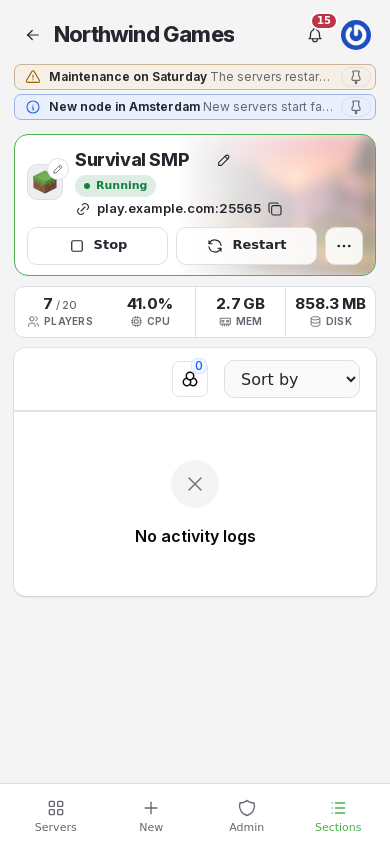 Northwind Games
15
Maintenance on Saturday The servers restar...
New node in Amsterdam New servers start fa...
Survival SMP
Running
play.example.com:25565
Stop
Restart
7 / 20
PLAYERS
41.0%
CPU
2.7 GB
MEM
858.3 MB
DISK
0
Sort by
No activity logs
Servers
New
Admin
Sections